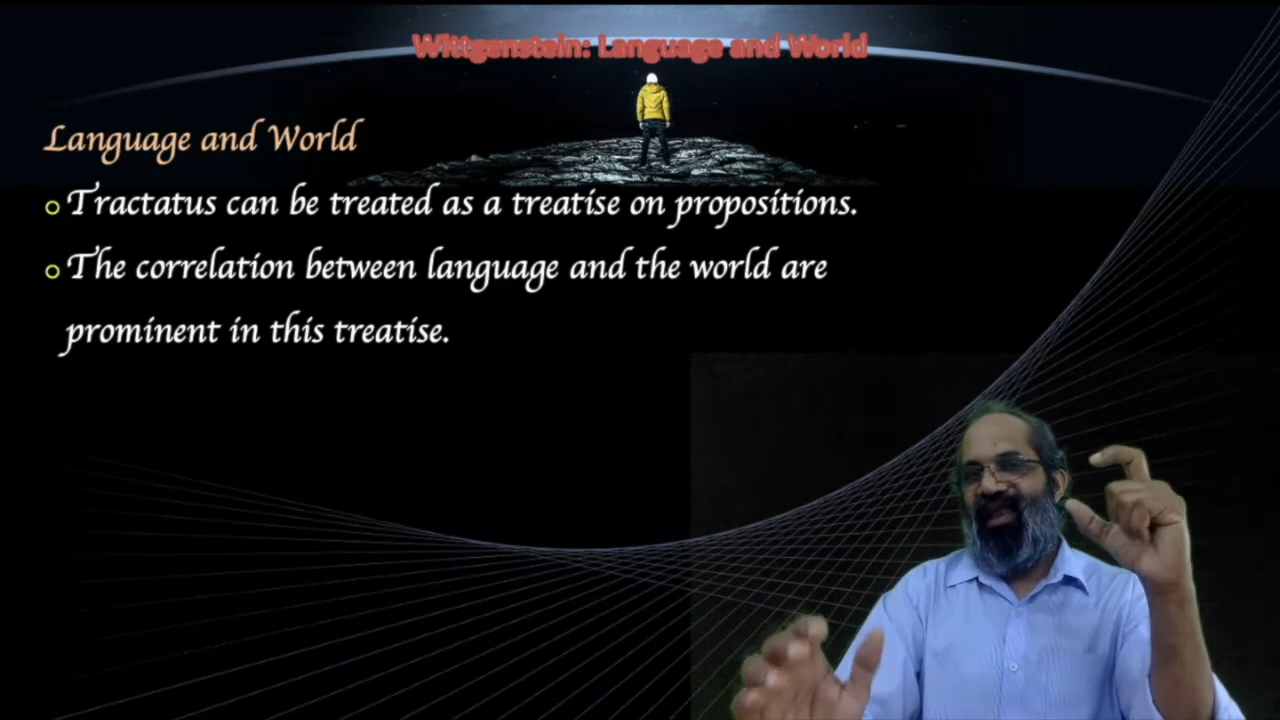 Wittgenstein: Language and World
Language and World
Tractatus can be treated as a treatise on propositions.
The correlation between language and the world are
prominent in this treatise.